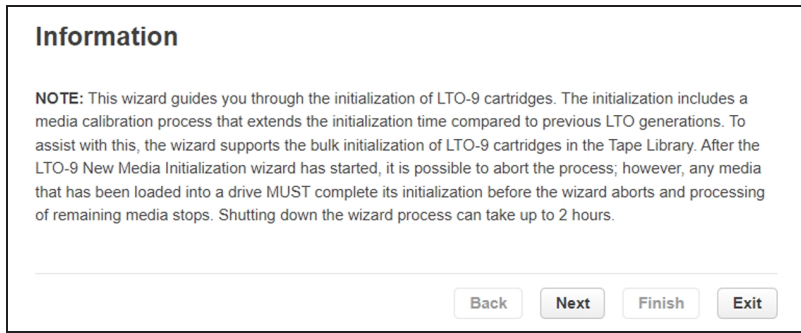 Information
NOTE: This wizard guides you through the initialization of LTO-9 cartridges. The initialization includes a
media calibration process that extends the initialization time compared to previous LTO generations. To
assist with this, the wizard supports the bulk initialization of LTO-9 cartridges in the Tape Library. After the
LTO-9 New Media Initialization wizard has started, it is possible to abort the process; however, any media
that has been loaded into a drive MUST complete its initialization before the wizard aborts and processing
of remaining media stops. Shutting down the wizard process can take up to 2 hours.
Back Next Finish Exit